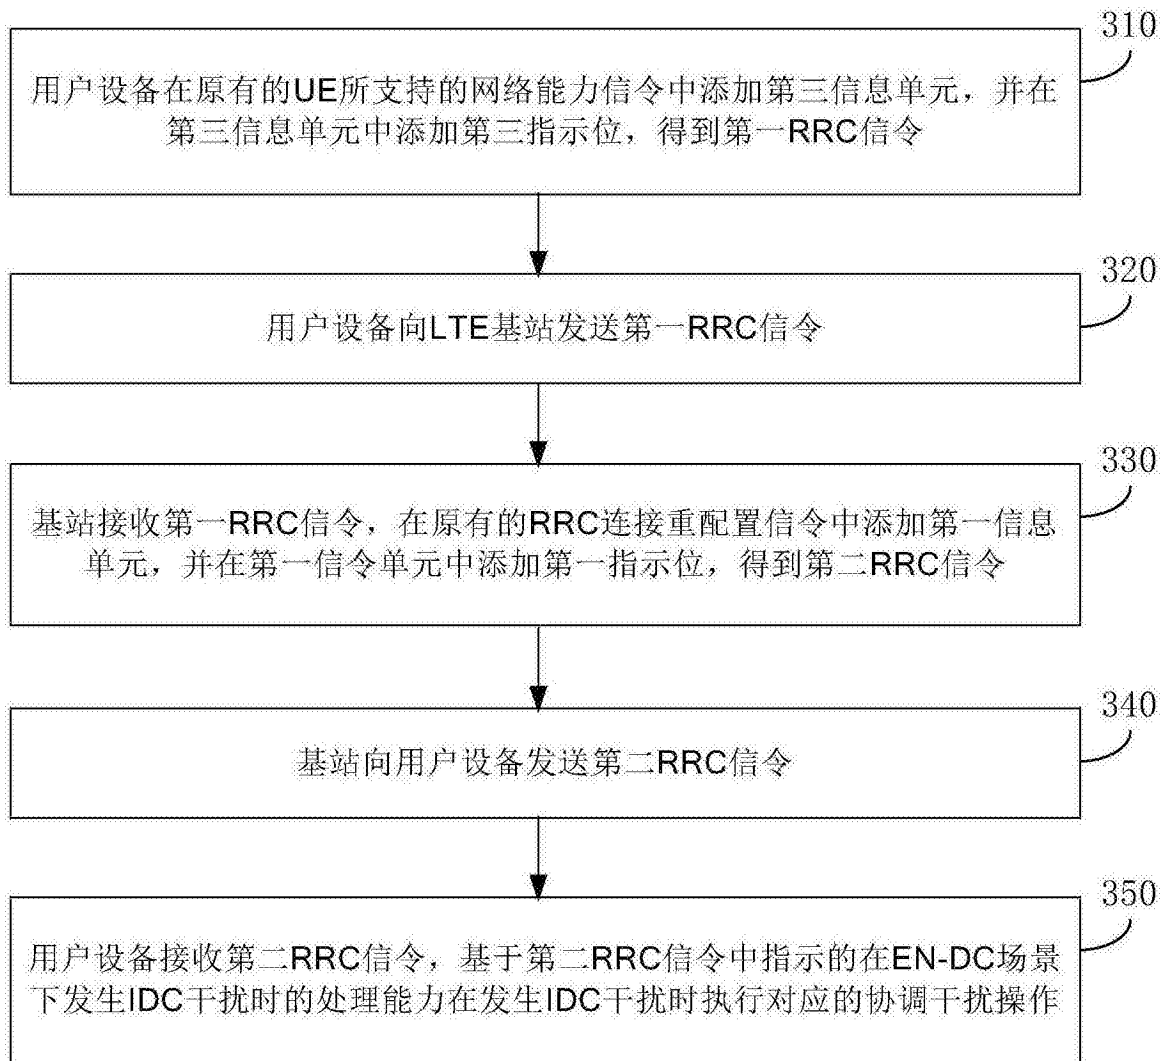 310
用户设备在原有的UE所支持的网络能力信令中添加第三信息单元，并在
第三信息单元中添加第三指示位，得到第一RRC信令
320
用户设备向LTE基站发送第一RRC信令
330
基站接收第一RRC信令，在原有的RRC连接重配置信令中添加第一信息
单元，并在第一信令单元中添加第一指示位，得到第二RRC信令
340
基站向用户设备发送第二RRC信令
350
用户设备接收第二RRC信令，基于第二RRC信令中指示的在EN-DC场景
下发生IDC干扰时的处理能力在发生IDC干扰时执行对应的协调干扰操作